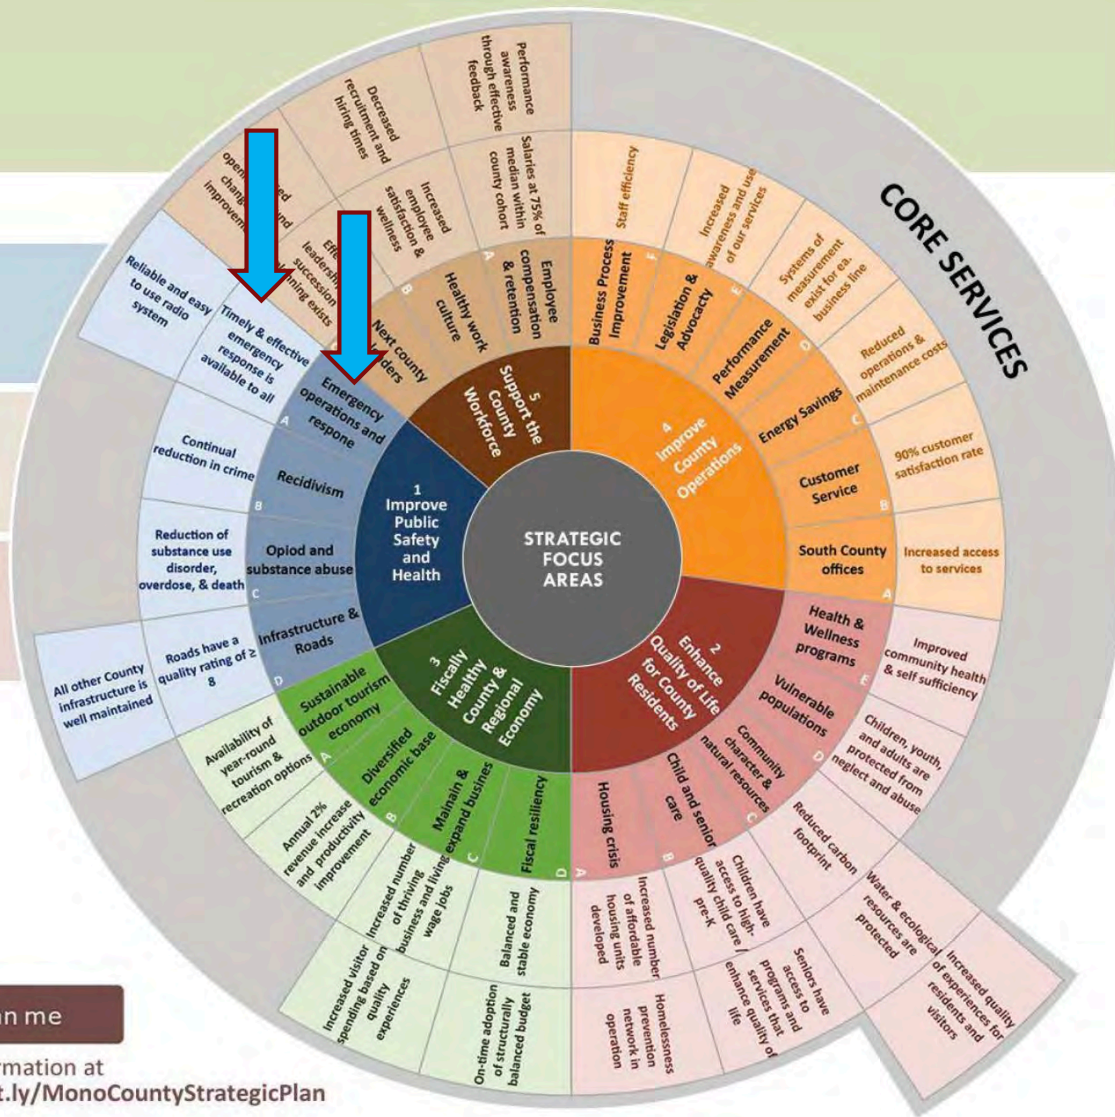 CORE SERVICES
STRATEGIC
FOCUS
AREAS
1
Improve
Public
Safety
and
Health
Emergency
operations and
respone
A
Timely & effective
emergency
response is
available to all
Reliable and easy
to use radio
system
Recidivism
B
Continual
reduction in crime
Opiod and
substance abuse
C
Reduction of
substance use
disorder,
overdose, & death
Infrastructure &
Roads
D
Roads have a
quality rating of ≥
8
All other County
infrastructure is
well maintained
2
Enhance
Quality of Life
for County
Residents
Housing crisis
A
Increased number
of affordable
housing units
developed
Homelessness
prevention
network in
operation
Child and senior
care
B
Children have
access to high-
quality child care /
pre-K
Seniors have
access to
programs and
services that
enhance quality of
life
Community
character &
natural resources
C
Reduced carbon
footprint
Water & ecological
resources are
protected
Increased quality
of experiences for
residents and
visitors
Vulnerable
populations
D
Children, youth,
and adults are
protected from
neglect and abuse
Health &
Wellness
programs
E
Improved
community health
& self sufficiency
3
Fiscally
Healthy
County &
Regional
Economy
Sustainable
outdoor tourism
economy
A
Availability of
year-round
tourism &
recreation options
Diversified
economic base
B
Annual 2%
revenue increase
and productivity
improvement
Maintain &
expand busines
C
Increased number
of thriving
business and living
wage jobs
Increased visitor
spending based on
quality
experiences
Fiscal resiliency
D
Balanced and
stable economy
On-time adoption
of structurally
balanced budget
4
Improve
County
Operations
South County
offices
A
Increased access
to services
Customer
Service
B
90% customer
satisfaction rate
Energy Savings
C
Reduced
operations &
maintenance costs
Performance
Measurement
D
Systems of
measurement
exist for ea.
business line
Legislation &
Advocacty
E
Increased
awareness and use
of our services
Business Process
Improvement
F
Staff efficiency
5
Support the
County
Workforce
Employee
compensation
& retention
A
Salaries at 75% of
median within
county cohort
Performance
awareness
through effective
feedback
Healthy work
culture
B
Increased
employee
satisfaction &
wellness
Decreased
recruitment and
hiring times
Next county
leadership
succession
exists
an me
rmation at
t.ly/MonoCountyStrategicPlan